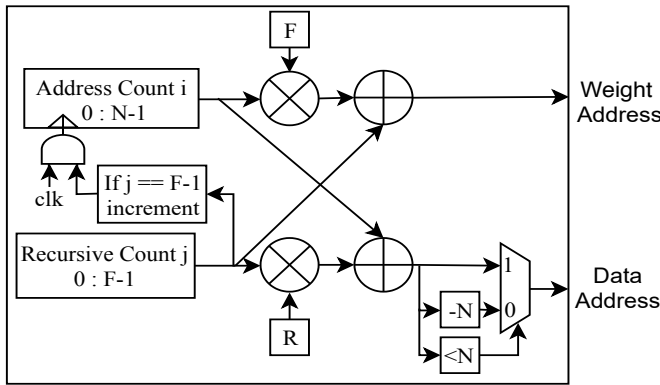 F
Address Count i
0 : N-1
Weight
Address
clk
If j == F-1
increment
Recursive Count j
0 : F-1
R
1
-N
0
<N
Data
Address